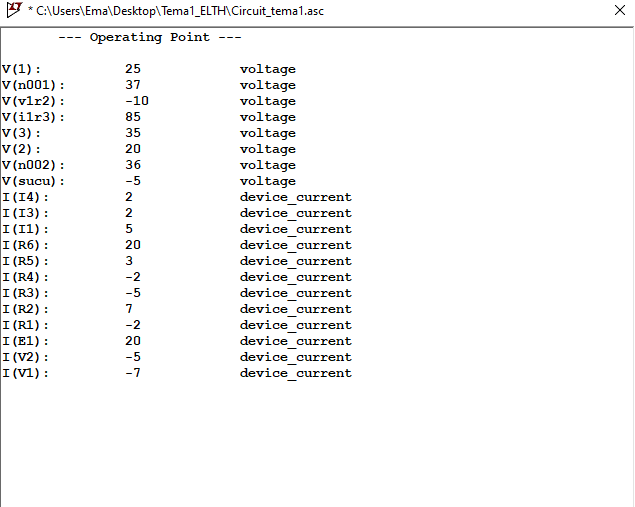 * C:\Users\Ema\Desktop\Tema1_ELTH\Circuit_tema1.asc
--- Operating Point ---
V(1): 25 voltage
V(n001): 37 voltage
V(v1r2): -10 voltage
V(i1r3): 85 voltage
V(3): 35 voltage
V(2): 20 voltage
V(n002): 36 voltage
V(sucu): -5 voltage
I(I4): 2 device_current
I(I3): 2 device_current
I(I1): 5 device_current
I(R6): 20 device_current
I(R5): 3 device_current
I(R4): -2 device_current
I(R3): -5 device_current
I(R2): 7 device_current
I(R1): -2 device_current
I(E1): 20 device_current
I(V2): -5 device_current
I(V1): -7 device_current